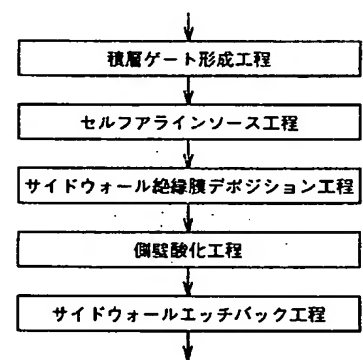 積層ゲート形成工程
セルフアラインソース工程
サイドウォール絶縁膜デポジション工程
側壁酸化工程
サイドウォールエッチバック工程